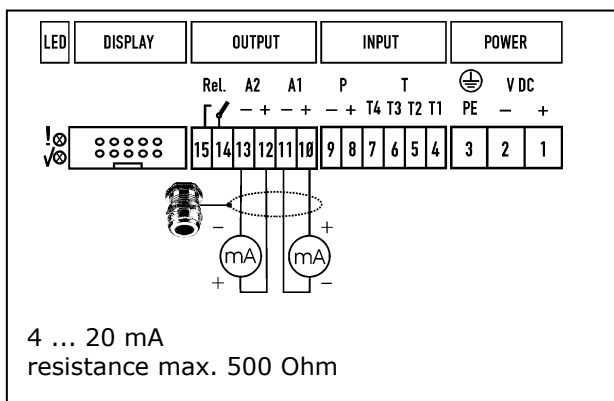 LED DISPLAY OUTPUT INPUT POWER
Rel. A2 A1 P T V DC
– + – + – + T4 T3 T2 T1 PE – +
! 15 14 13 12 11 10 9 8 7 6 5 4 3 2 1
√
– +
mA mA
+ –
4 ... 20 mA
resistance max. 500 Ohm